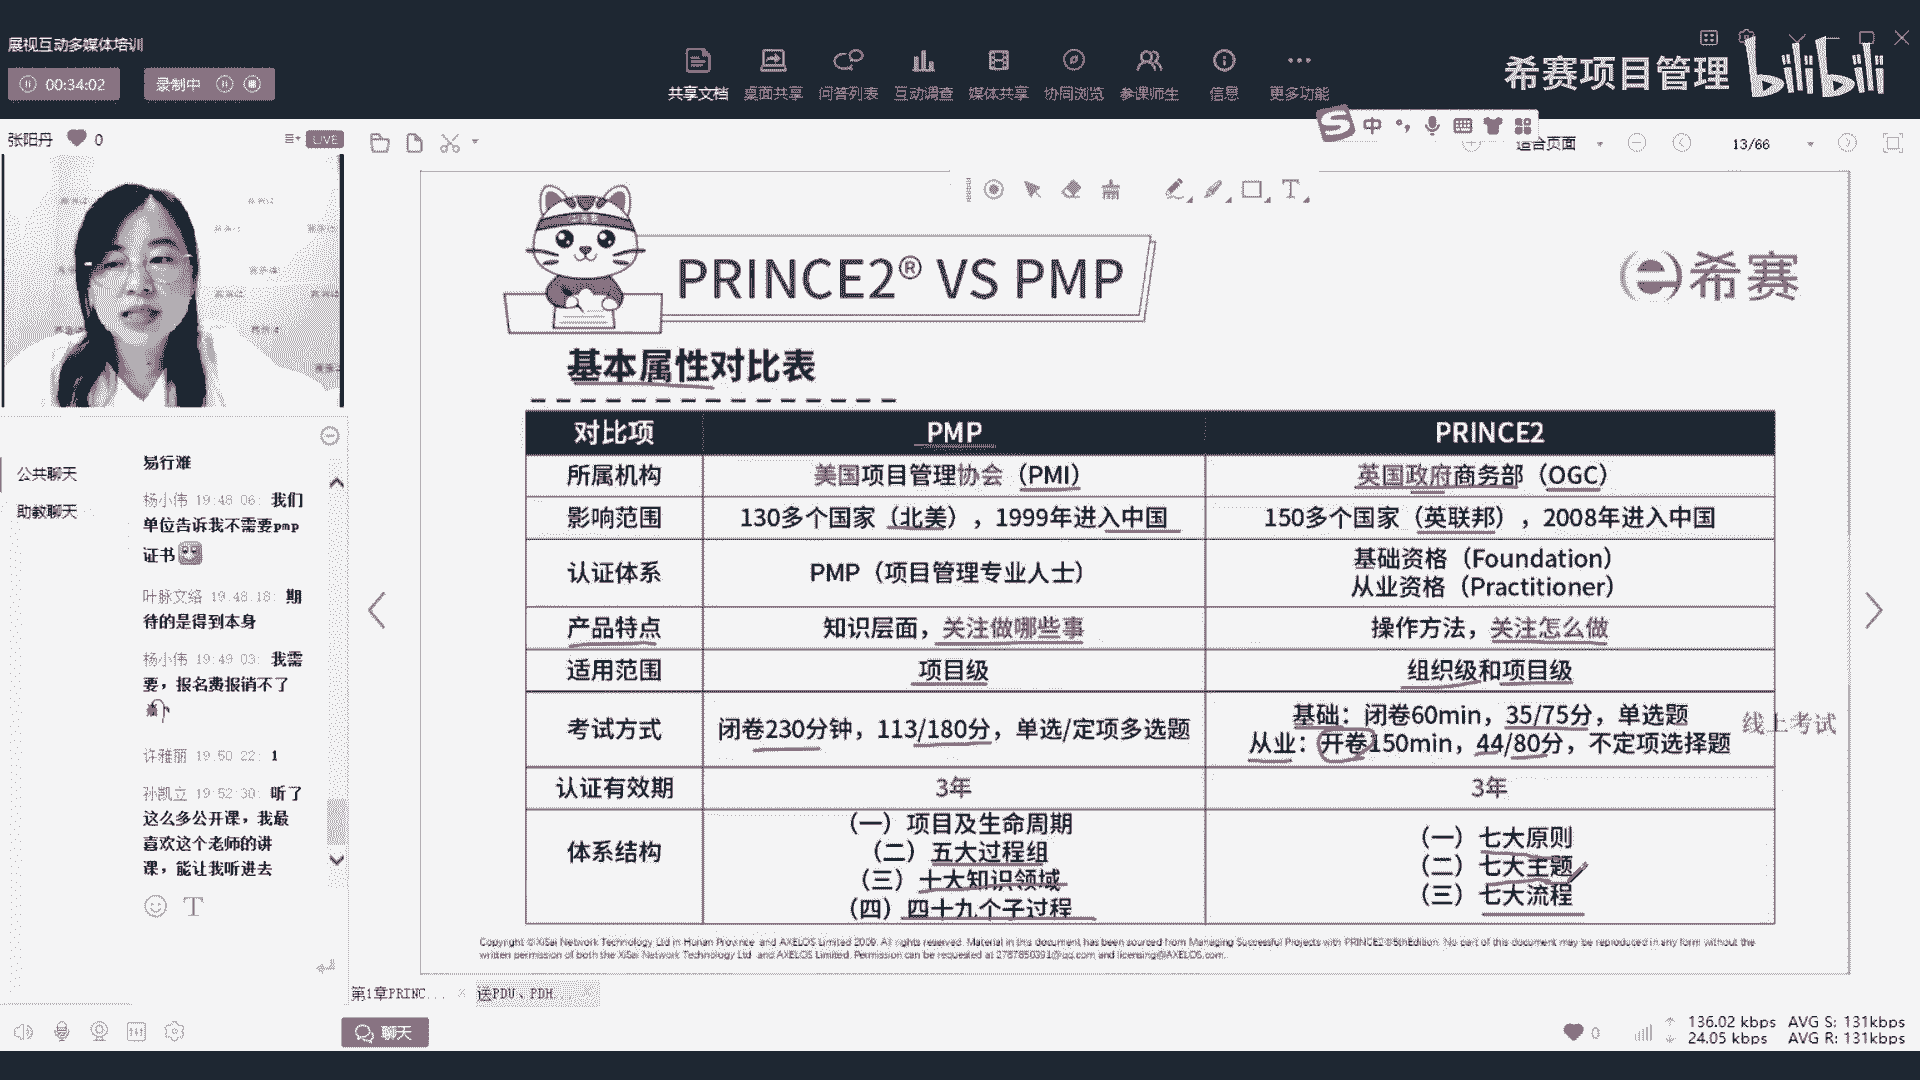 展视互动多媒体培训
00:34:02
录制中
共享文档 桌面共享 问答列表 互动调查 媒体共享 协同浏览 参课师生 信息 更多功能
希赛项目管理 bilibili
张阳丹 0
LIVE
中
适合页面
13/66
PRINCE2® VS PMP
希赛
基本属性对比表
对比项 PMP PRINCE2
所属机构 美国项目管理协会（PMI） 英国政府商务部（OGC）
影响范围 130多个国家（北美），1999年进入中国 150多个国家（英联邦），2008年进入中国
认证体系 PMP（项目管理专业人士） 基础资格（Foundation）
从业资格（Practitioner）
产品特点 知识层面，关注做哪些事 操作方法，关注怎么做
适用范围 项目级 组织级和项目级
考试方式 闭卷230分钟，113/180分，单选/定项多选题 基础：闭卷60min，35/75分，单选题
从业：开卷150min，44/80分，不定项选择题
线上考试
认证有效期 3年 3年
体系结构 （一）项目及生命周期
（二）五大过程组
（三）十大知识领域
（四）四十九个子过程
（一）七大原则
（二）七大主题
（三）七大流程
Copyright © XiSai Network Technology Ltd in Hunan Province and AXELOS Limited 2009. All rights reserved. Material in this document has been sourced from Managing Successful Projects with PRINCE2® 5thEdition. No part of this document may be reproduced in any form without the
written permission of both the XiSai Network Technology Ltd and AXELOS Limited. Permission can be requested at 2787850391@qq.com and licensing@AXELOS.com.
公共聊天
助教聊天
易行滩
杨小伟 19:48 06: 我们
单位告诉我不需要pmp
证书
叶脉文络 19:48.18: 期
待的是得到本身
杨小伟 19:49 03: 我需
要，报名费报销不了
许雅丽 19:50 22: 1
孙凯立 19:52:30: 听了
这么多公开课，我最
喜欢这个老师的讲
课，能让我听进去
第1章PRINC... 送PDU、PDH...
聊天
0
136.02 kbps AVG S: 131kbps
24.05 kbps AVG R: 131kbps